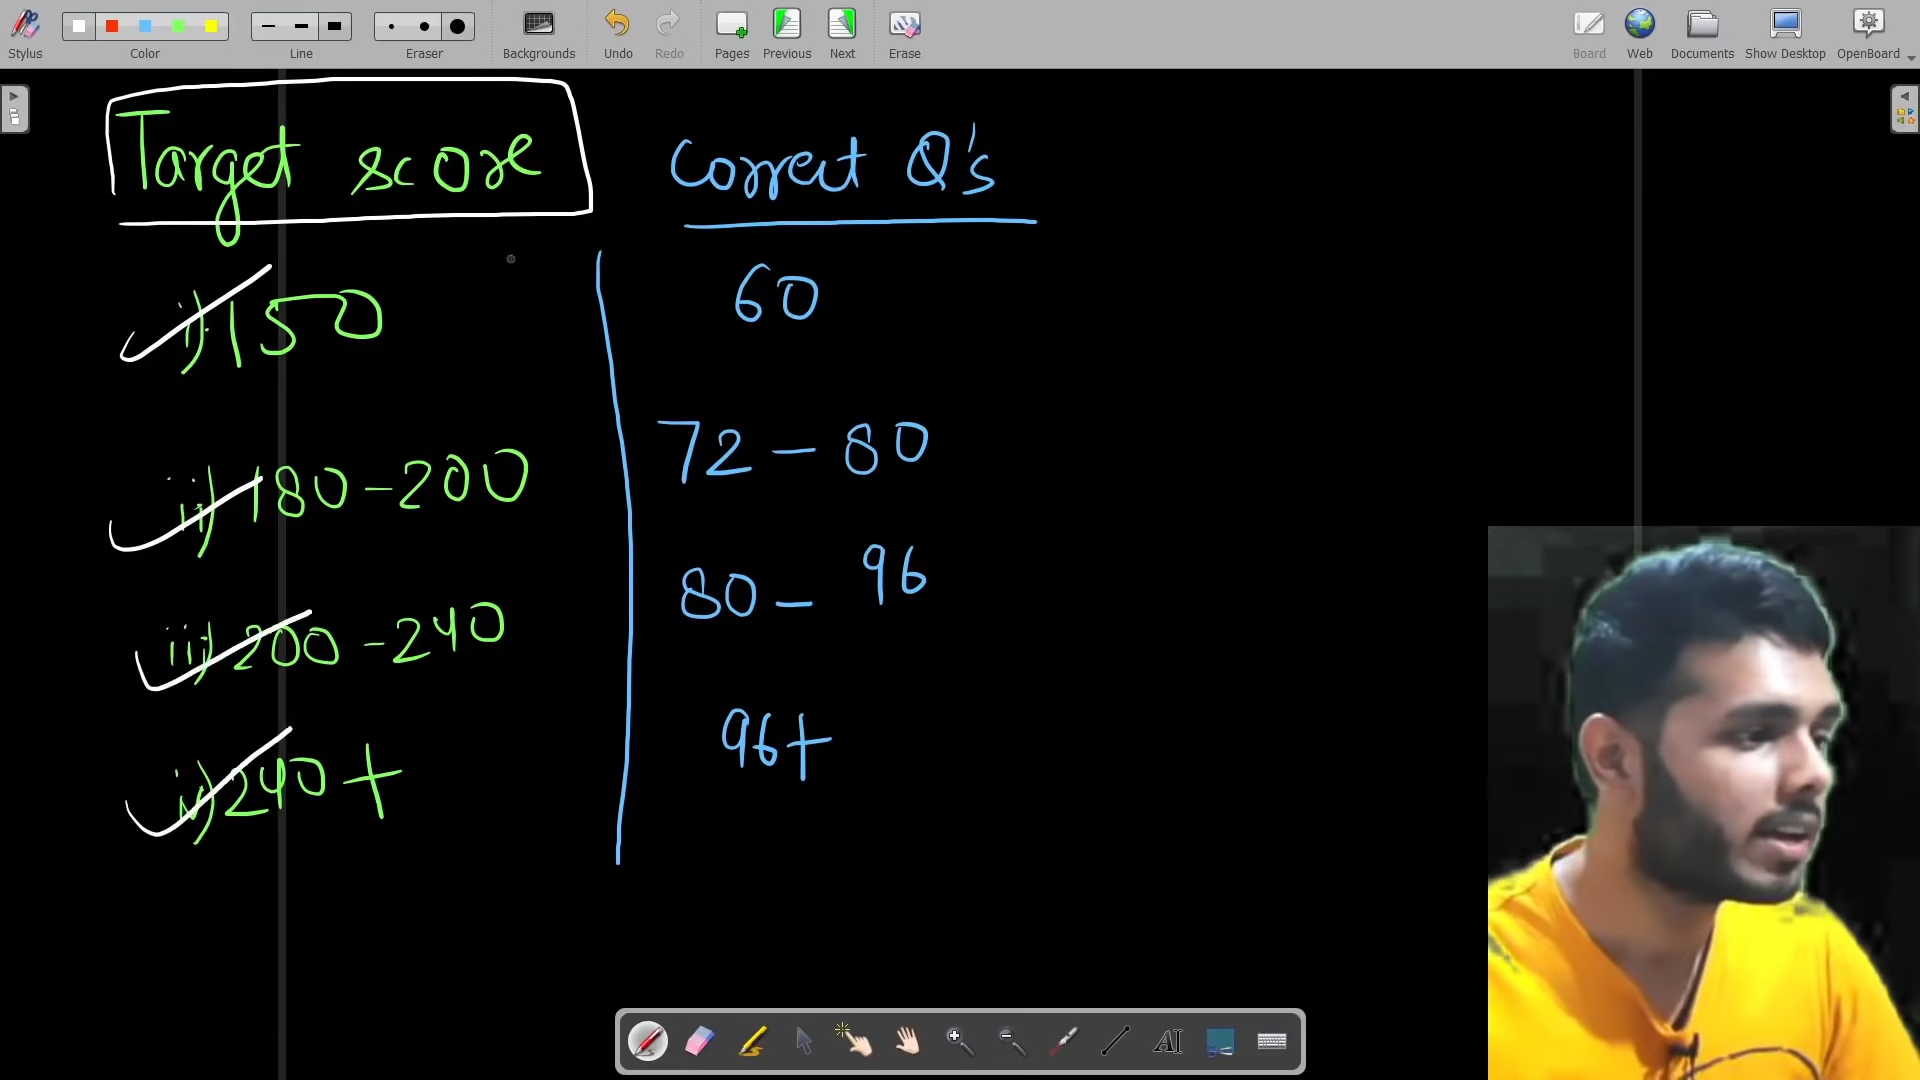 Stylus
Color
Line
Eraser
Backgrounds
Undo
Redo
Pages
Previous
Next
Erase
Board
Web
Documents
Show Desktop
OpenBoard
Target score
Correct Q's
i) 150
60
ii) 180-200
72-80
iii) 200-240
80-96
iv) 240+
96+
AI